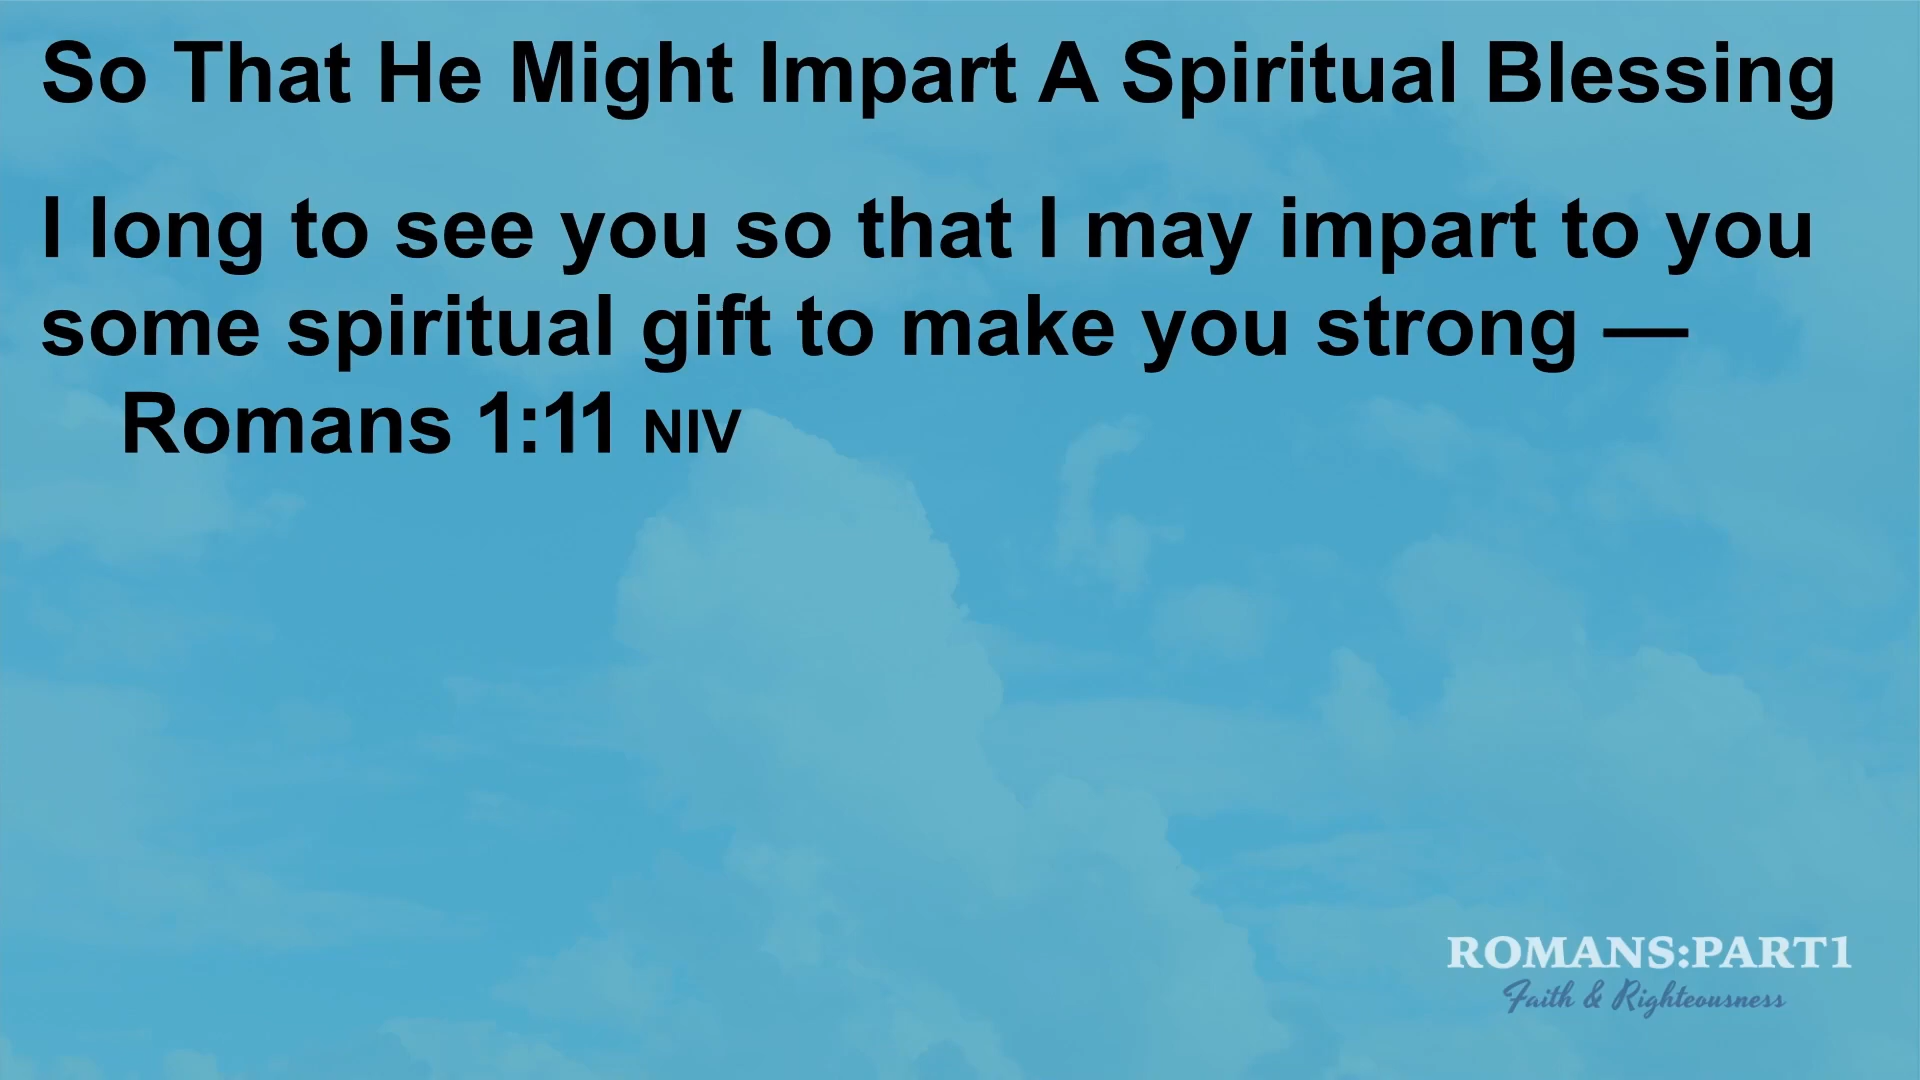 So That He Might Impart A Spiritual Blessing
I long to see you so that I may impart to you
some spiritual gift to make you strong —
Romans 1:11 NIV
ROMANS:PART1
Faith & Righteousness